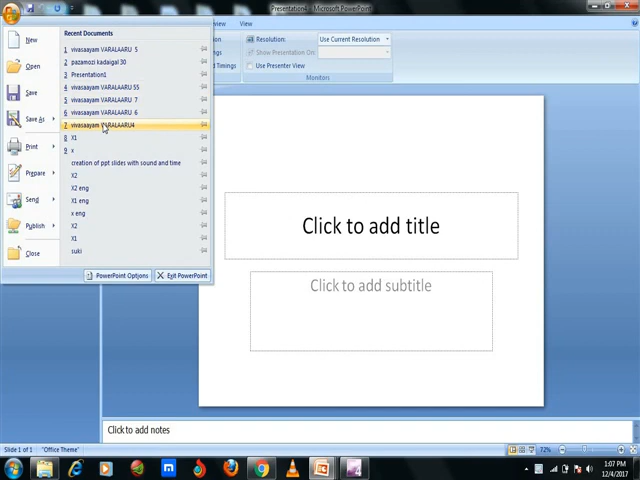 Presentation4 - Microsoft PowerPoint
View
Resolution: Use Current Resolution
Show Presentation On:
Use Presenter View
Monitors
Recent Documents
New
Open
Save
Save As
Print
Prepare
Send
Publish
Close
1 vivasaayam VARALAARU 5
2 pazamozi kadaigal 30
3 Presentation1
4 vivasaayam VARALAARU 55
5 vivasaayam VARALAARU 7
6 vivasaayam VARALAARU 6
7 vivasaayam VARALAARU4
8 X1
9 x
creation of ppt slides with sound and time
X2
X2 eng
X1 eng
x eng
X2
X1
suki
PowerPoint Options
Exit PowerPoint
Click to add title
Click to add subtitle
Click to add notes
Slide 1 of 1
"Office Theme"
72%
1:07 PM
12/4/2017